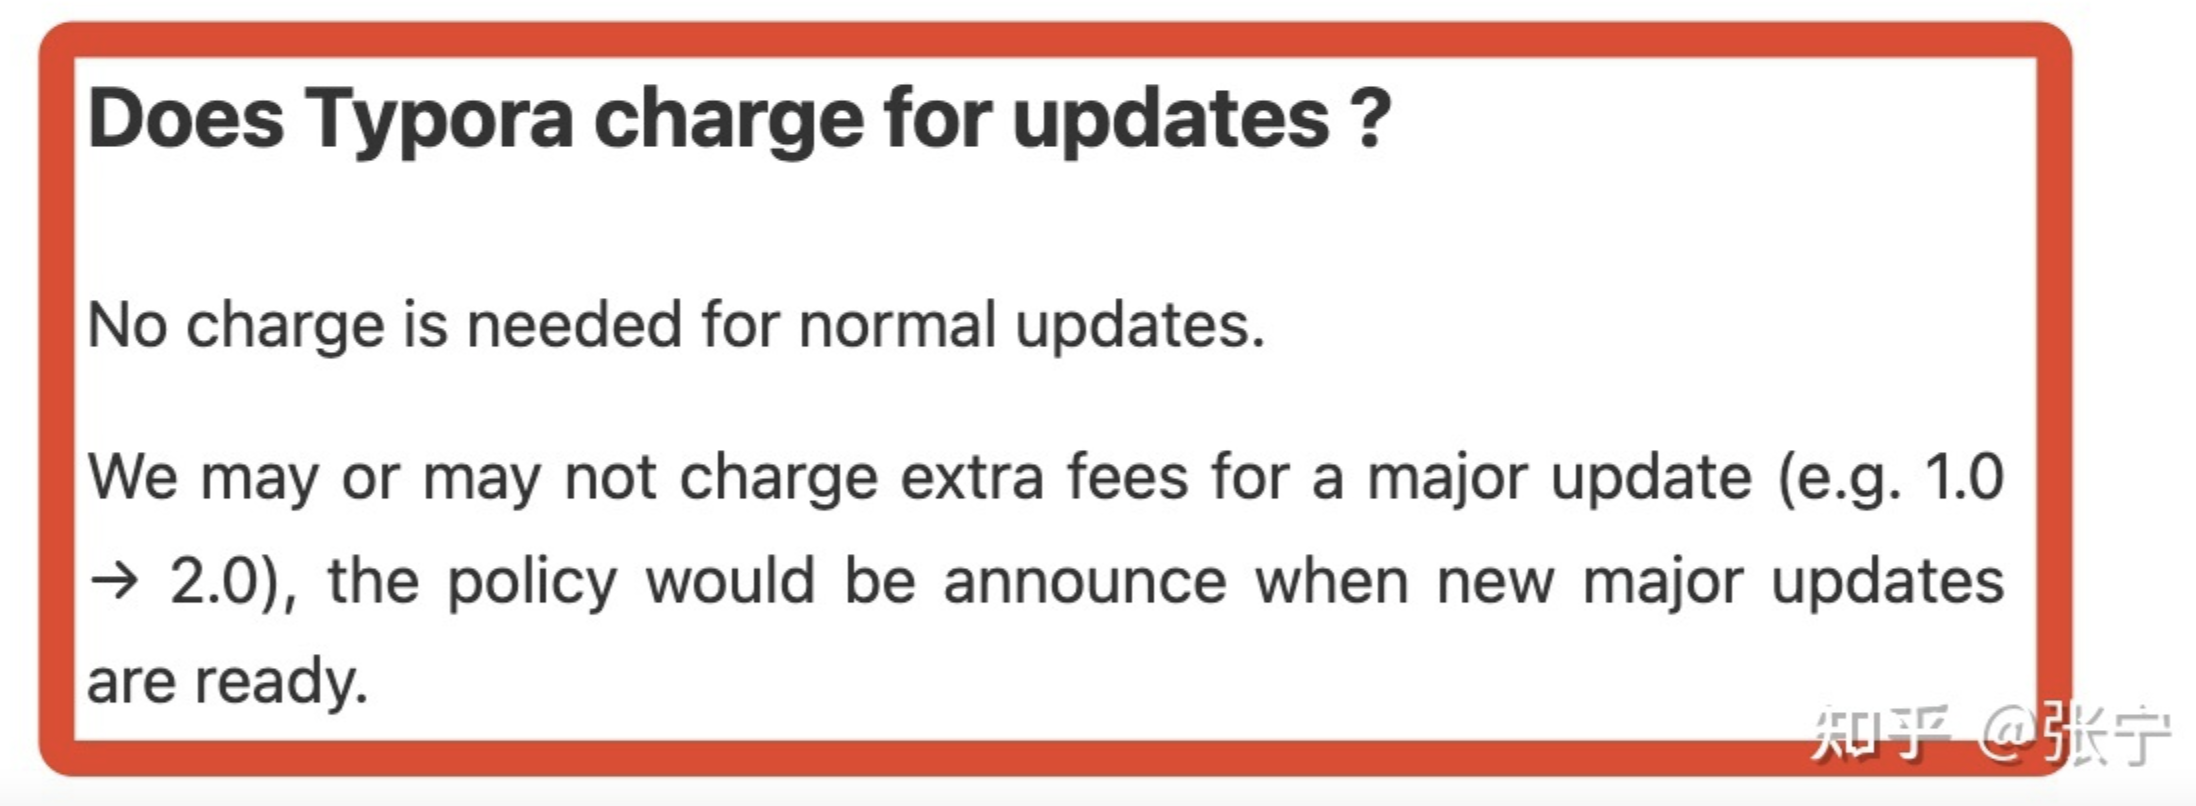 Does Typora charge for updates ?
No charge is needed for normal updates.
We may or may not charge extra fees for a major update (e.g. 1.0
→ 2.0), the policy would be announce when new major updates
are ready.
知乎 @张宁